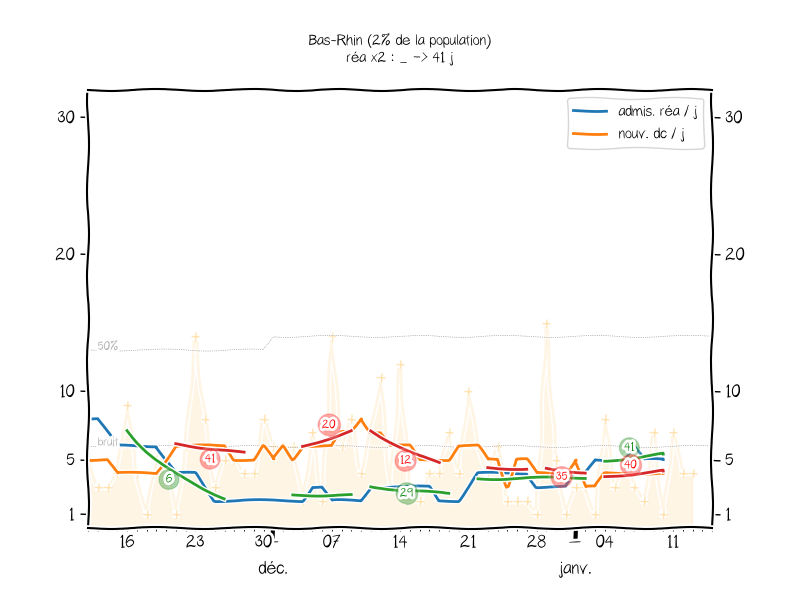 Bas-Rhin (2% de la population)
réa x2 : _ -> 41 j
admis. réa / j
nouv. dc / j
30 30
20 20
50%
10 10
bruit
5 5
1 1
6 41 20 12 29 35 41 40
16 23 30 07 14 21 28 04 11
déc. janv.